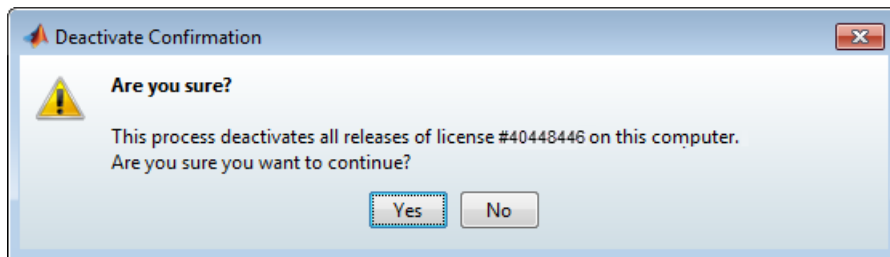 Deactivate Confirmation
Are you sure?
This process deactivates all releases of license #40448446 on this computer.
Are you sure you want to continue?
Yes No